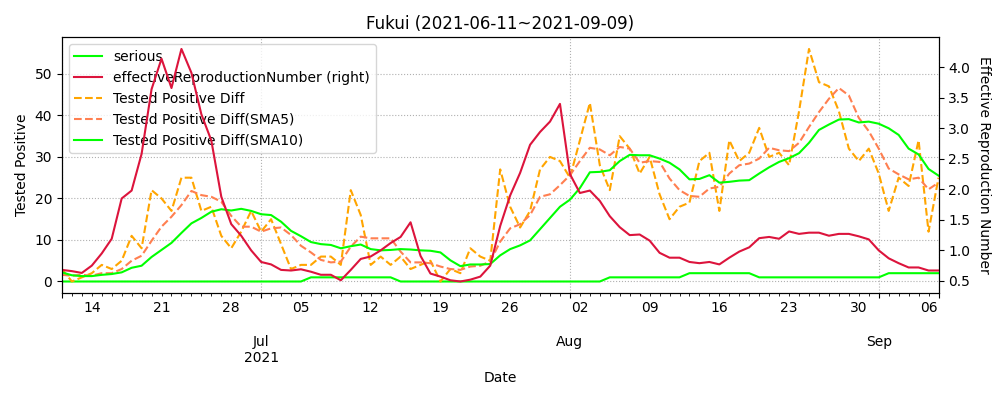 Fukui (2021-06-11~2021-09-09)
serious
effectiveReproductionNumber (right)
Tested Positive Diff
Tested Positive Diff(SMA5)
Tested Positive Diff(SMA10)
Tested Positive
50
40
30
20
10
0
4.0
3.5
3.0
2.5
2.0
1.5
1.0
0.5
Effective Reproduction Number
14 21 28 05 12 19 26 02 09 16 23 30 06
Jul Aug Sep
2021
Date